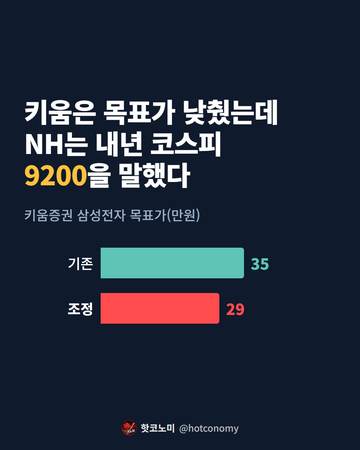 키움은 목표가 낮췄는데
NH는 내년 코스피
9200을 말했다
키움증권 삼성전자 목표가(만원)
기존 35
조정 29
핫코노미 @hotconomy